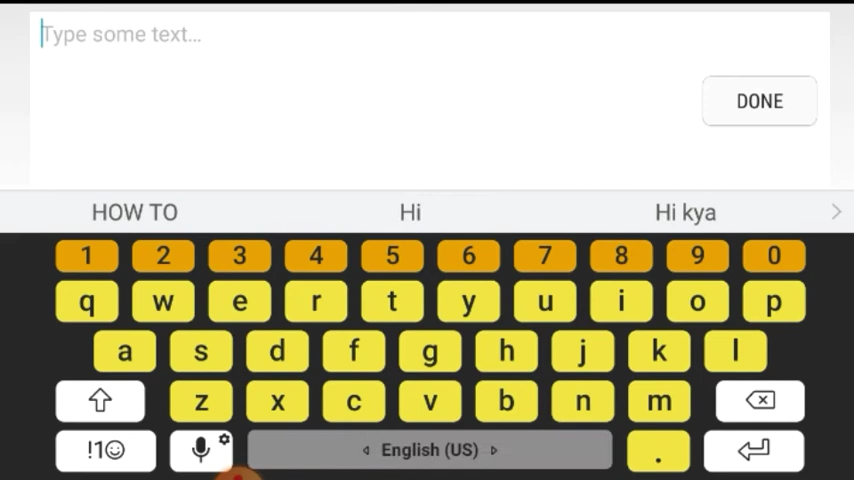 Type some text...
DONE
HOW TO Hi Hi kya
1 2 3 4 5 6 7 8 9 0
q w e r t y u i o p
a s d f g h j k l
z x c v b n m
!1☺ English (US) .